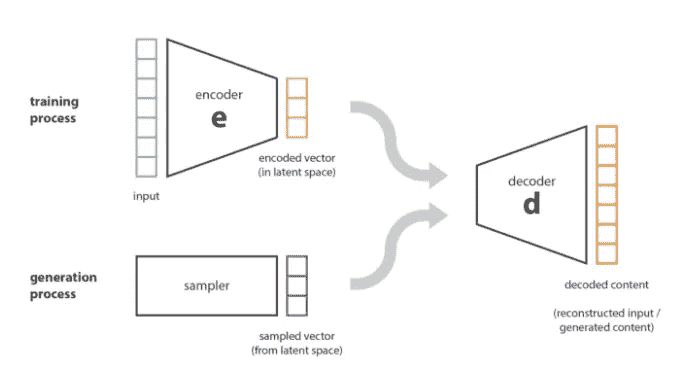 training
process
encoder
e
encoded vector
(in latent space)
input
decoder
d
generation
process
sampler
sampled vector
(from latent space)
decoded content
(reconstructed input /
generated content)